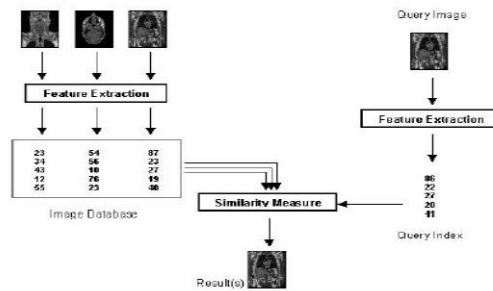 Query Image
Feature Extraction
Feature Extraction
23 54 87
34 56 23
43 10 27
12 76 19
55 23 40
Image Database
86
22
27
20
41
Similarity Measure
Query Index
Result(s)